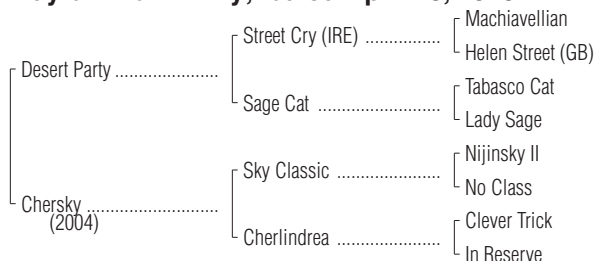 Machiavellian
Street Cry (IRE) ................
Helen Street (GB)
Desert Party ......................
Tabasco Cat
Sage Cat ..........................
Lady Sage
Nijinsky II
Sky Classic ......................
No Class
Chersky ............................
(2004)
Clever Trick
Cherlindrea ......................
In Reserve